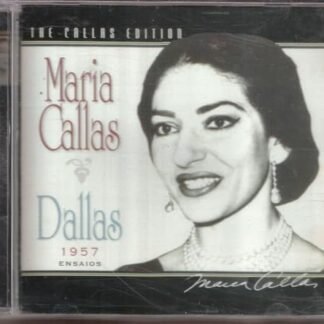 THE CALLAS EDITION
Maria
Callas
Dallas
1957
ENSAIOS
Maria Callas